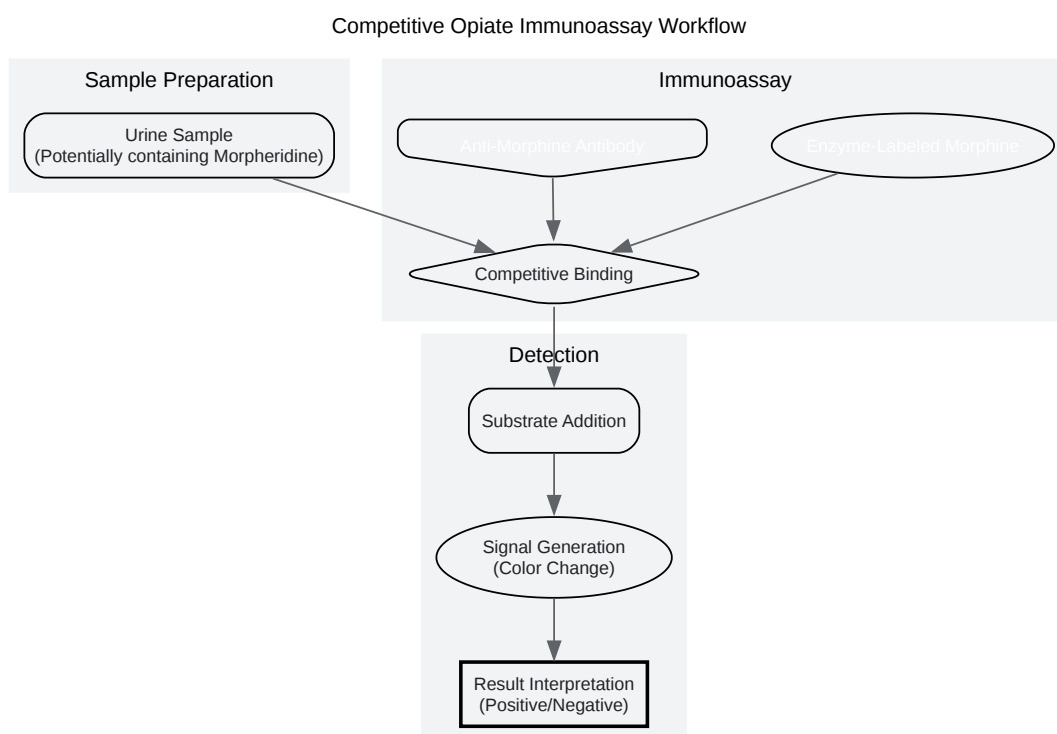 Competitive Opiate Immunoassay Workflow
Sample Preparation
Immunoassay
Urine Sample
(Potentially containing Morpheridine)
Anti-Morphine Antibody
Enzyme-Labeled Morphine
Competitive Binding
Detection
Substrate Addition
Signal Generation
(Color Change)
Result Interpretation
(Positive/Negative)